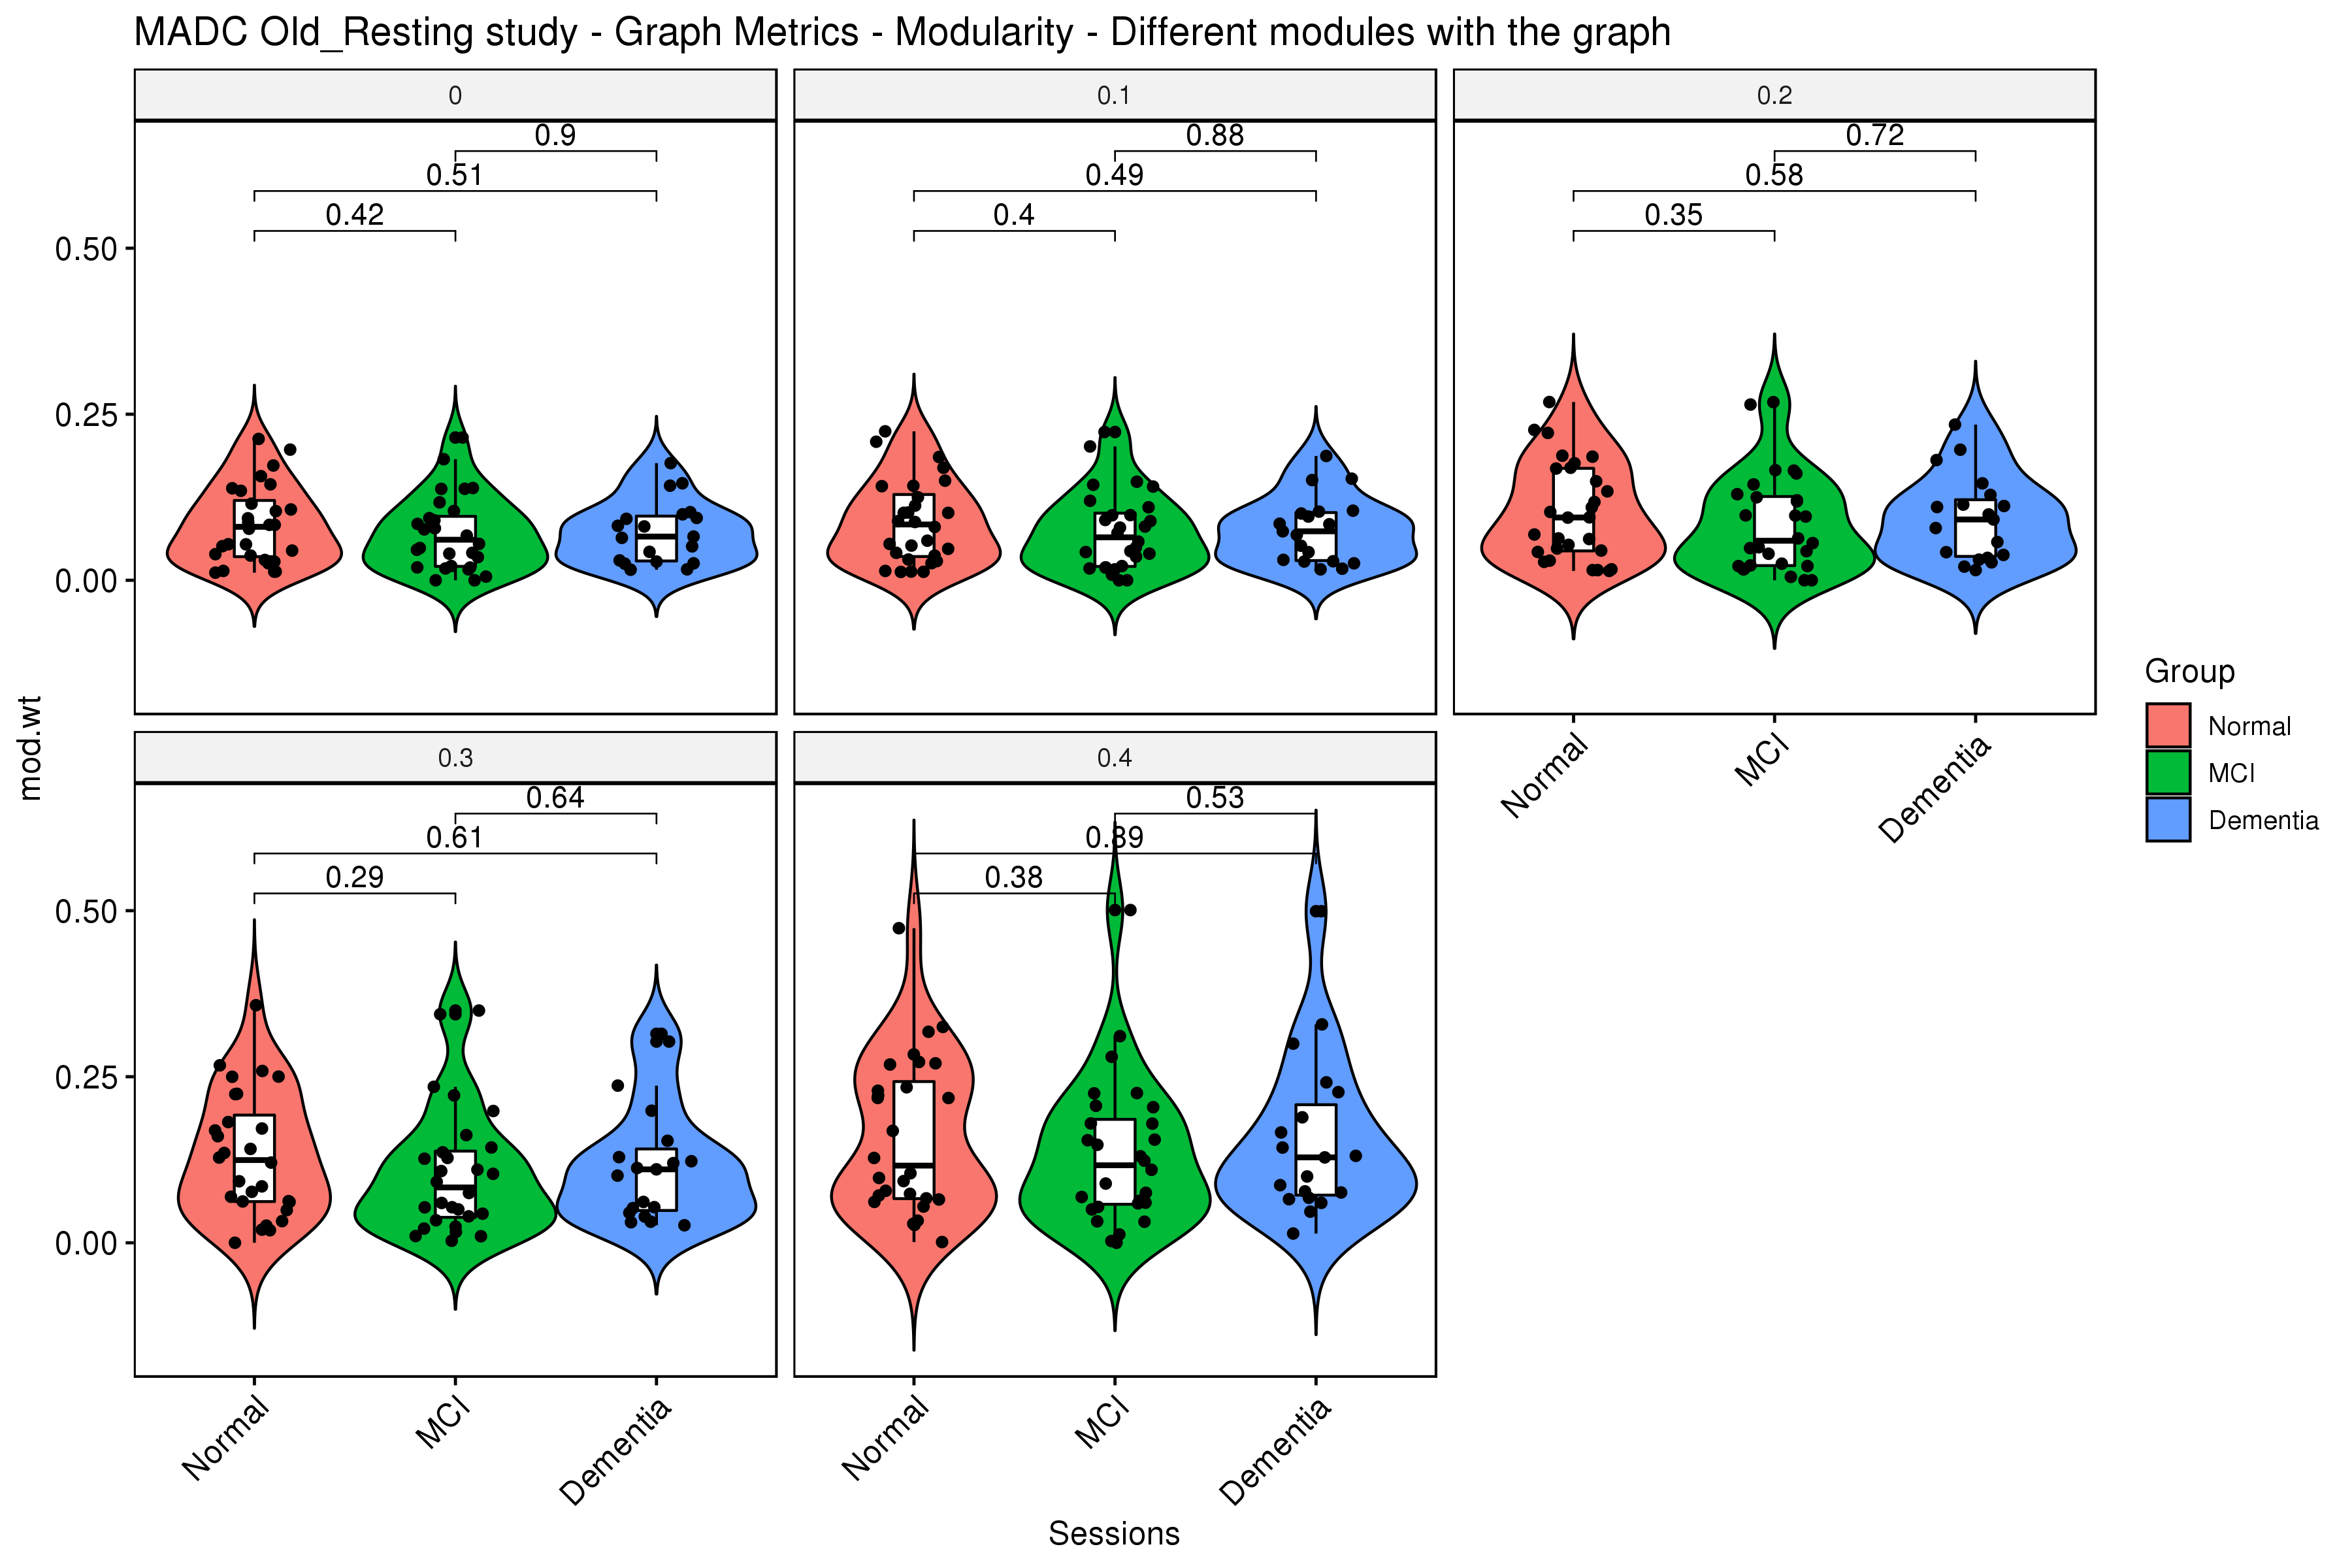 MADC Old_Resting study - Graph Metrics - Modularity - Different modules with the graph
0
0.1
0.2
0.9
0.51
0.42
0.88
0.49
0.4
0.72
0.58
0.35
0.50
0.25
0.00
Normal
MCI
Dementia
mod.wt
0.3
0.4
0.64
0.61
0.29
0.53
0.89
0.38
0.50
0.25
0.00
Normal
MCI
Dementia
Normal
MCI
Dementia
Sessions
Group
Normal
MCI
Dementia